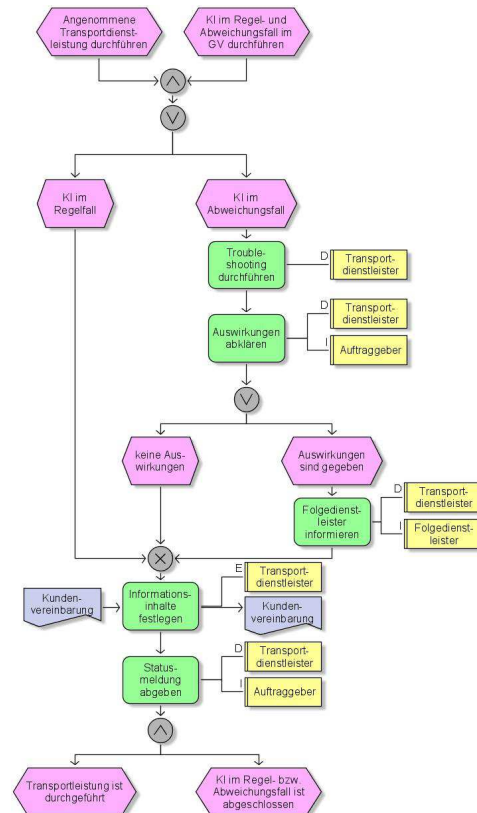 Angenommene
Transportdienst-
leistung durchführen
KI im Regel- und
Abweichungsfall im
GV durchführen
KI im
Regelfall
KI im
Abweichungsfall
Trouble-
shooting
durchführen
D
Transport-
dienstleister
Auswirkungen
abklären
D
Transport-
dienstleister
I
Auftraggeber
keine Aus-
wirkungen
Auswirkungen
sind gegeben
Folgedienst-
leister
informieren
D
Transport-
dienstleister
I
Folgedienst-
leister
Kunden-
vereinbarung
Informations-
inhalte
festlegen
E
Transport-
dienstleister
Kunden-
vereinbarung
Status-
meldung
abgeben
D
Transport-
dienstleister
I
Auftraggeber
Transportleistung ist
durchgeführt
KI im Regel- bzw.
Abweichungsfall ist
abgeschlossen